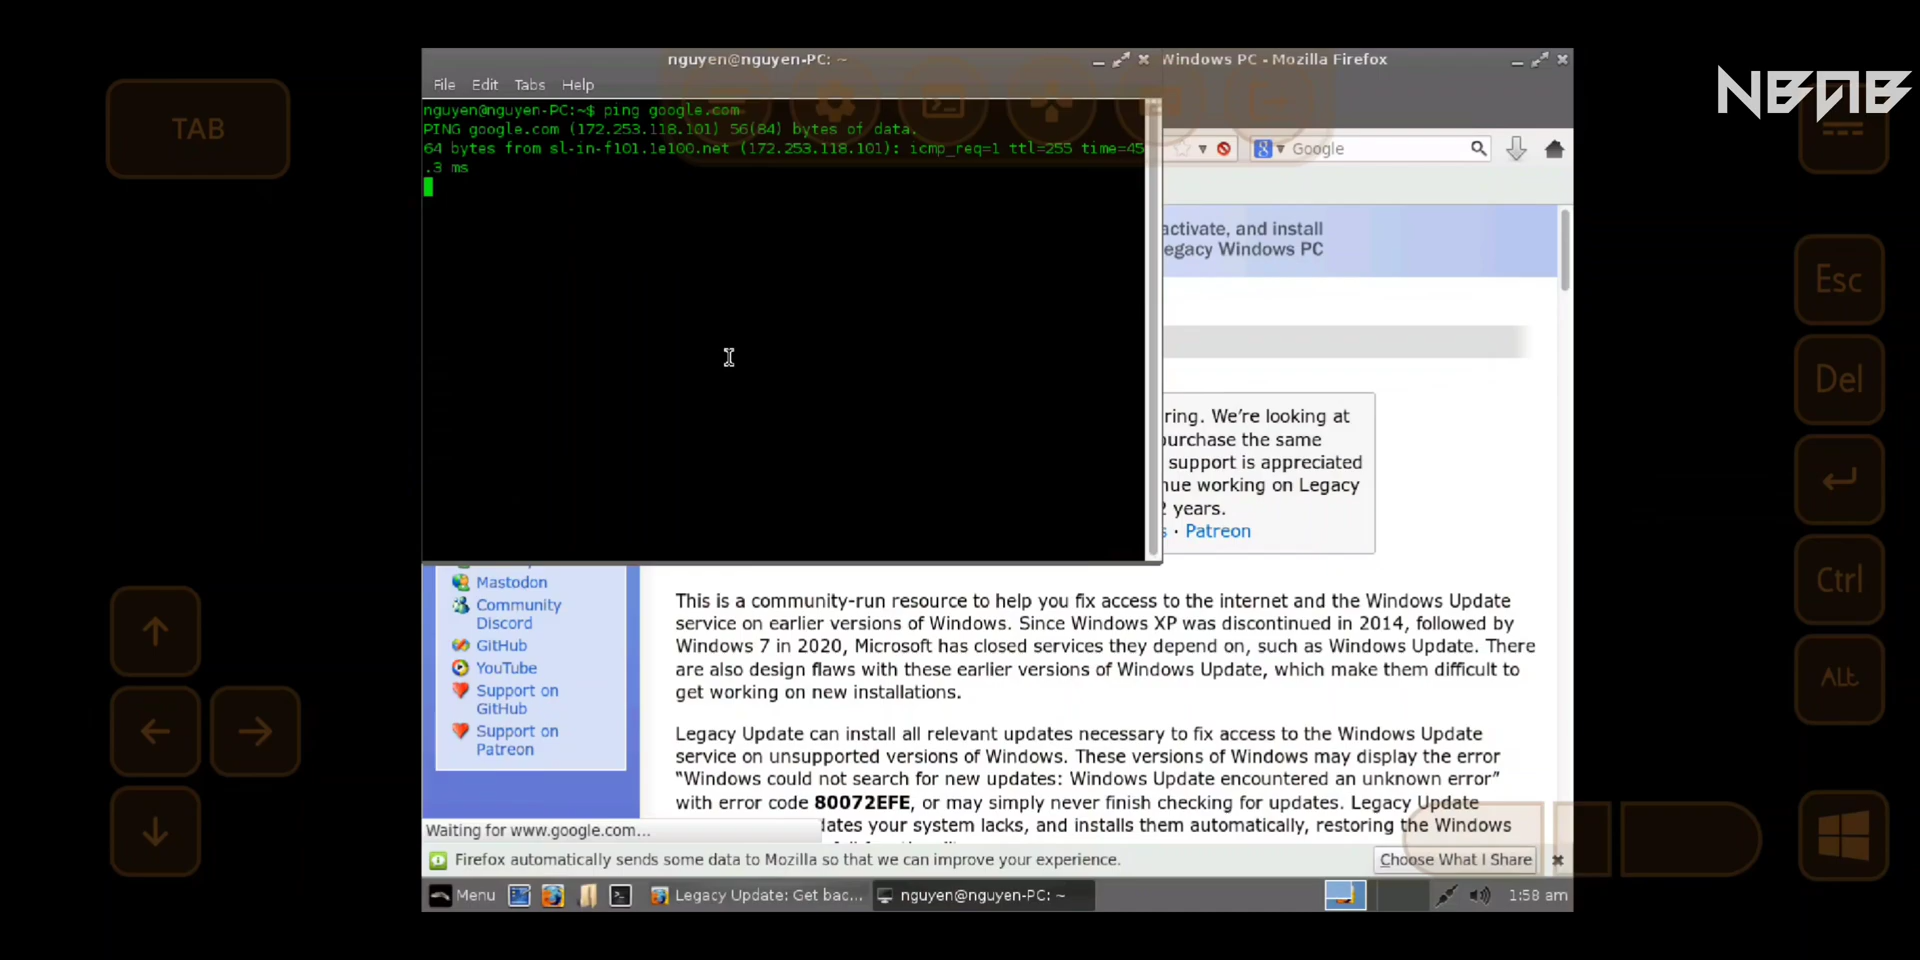 NBAB
TAB
nguyen@nguyen-PC: ~
Windows PC - Mozilla Firefox
File Edit Tabs Help
nguyen@nguyen-PC:~$ ping google.com
PING google.com (172.253.118.101) 56(84) bytes of data.
64 bytes from sl-in-f101.1e100.net (172.253.118.101): icmp_req=1 ttl=255 time=45
.3 ms
Google
activate, and install
egacy Windows PC
ring. We're looking at
purchase the same
support is appreciated
nue working on Legacy
2 years.
s · Patreon
Mastodon
Community
Discord
GitHub
YouTube
Support on
GitHub
Support on
Patreon
This is a community-run resource to help you fix access to the internet and the Windows Update
service on earlier versions of Windows. Since Windows XP was discontinued in 2014, followed by
Windows 7 in 2020, Microsoft has closed services they depend on, such as Windows Update. There
are also design flaws with these earlier versions of Windows Update, which make them difficult to
get working on new installations.
Legacy Update can install all relevant updates necessary to fix access to the Windows Update
service on unsupported versions of Windows. These versions of Windows may display the error
“Windows could not search for new updates: Windows Update encountered an unknown error”
with error code 80072EFE, or may simply never finish checking for updates. Legacy Update
dates your system lacks, and installs them automatically, restoring the Windows
Waiting for www.google.com...
Firefox automatically sends some data to Mozilla so that we can improve your experience.
Choose What I Share
Menu
Legacy Update: Get bac...
nguyen@nguyen-PC: ~
1:58 am
Esc
Del
Ctrl
ALt